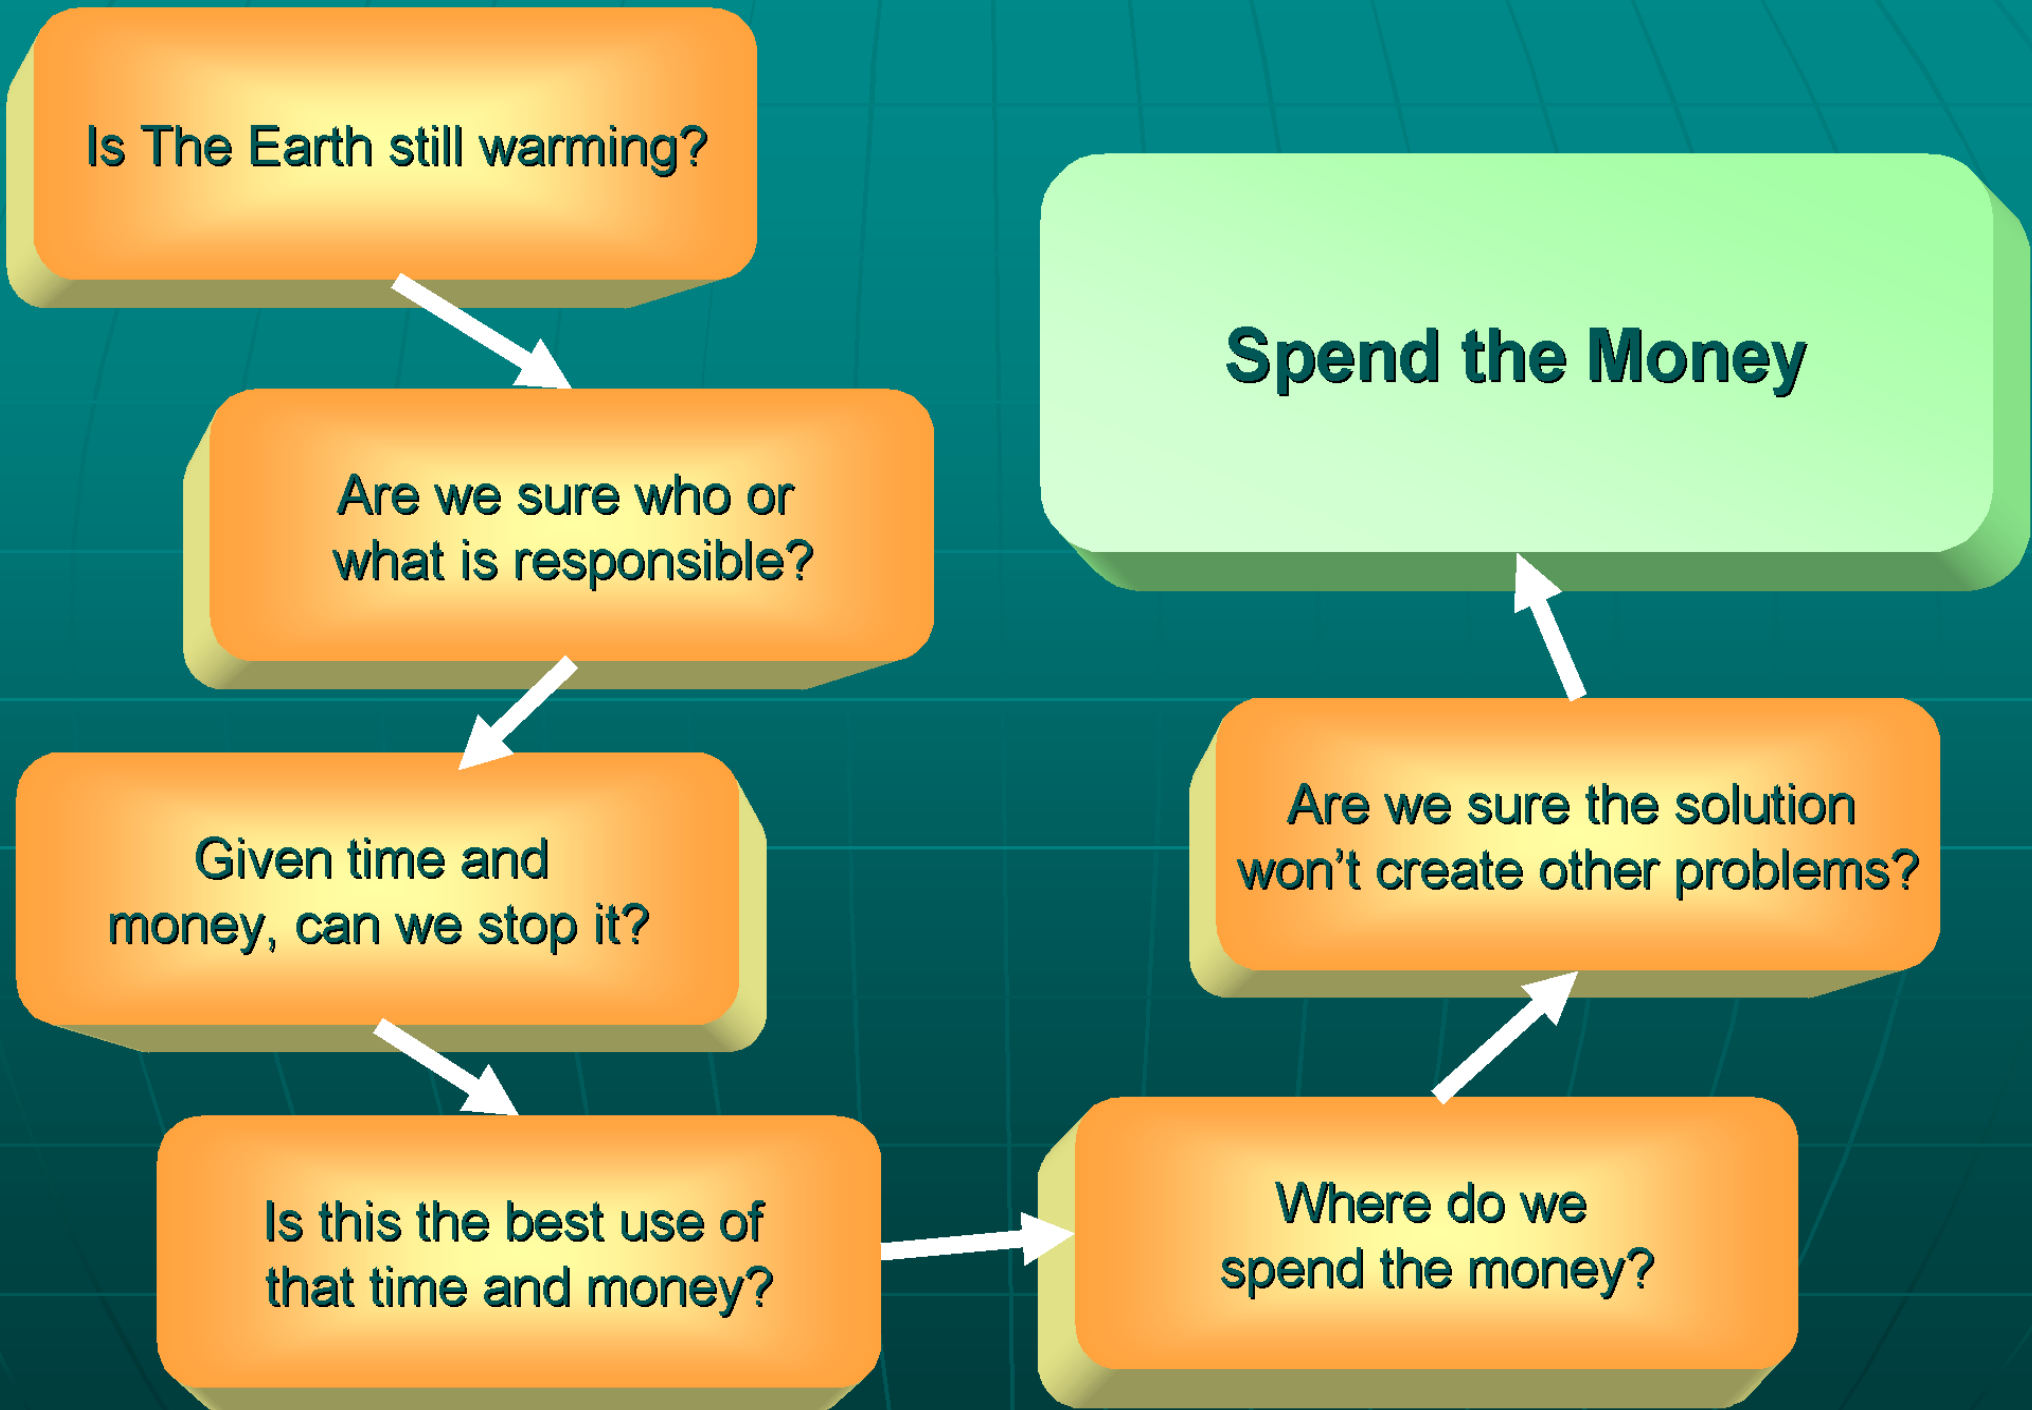 Is The Earth still warming?
Are we sure who or
what is responsible?
Given time and
money, can we stop it?
Is this the best use of
that time and money?
Where do we
spend the money?
Are we sure the solution
won’t create other problems?
Spend the Money